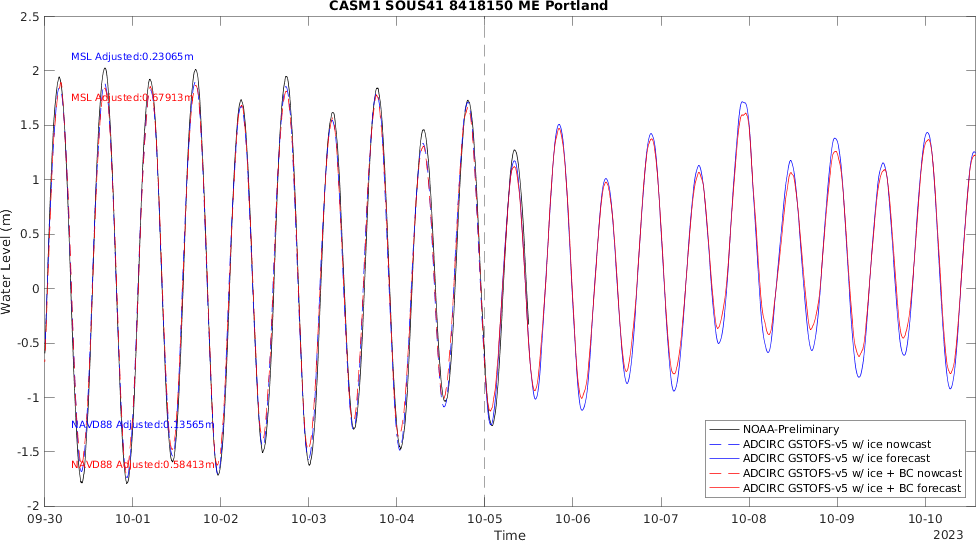 CASM1 SOUS41 8418150 ME Portland
2.5
2
1.5
1
0.5
0
-0.5
-1
-1.5
-2
Water Level (m)
MSL Adjusted:0.23065m
MSL Adjusted:0.67913m
NAVD88 Adjusted:0.13565m
NAVD88 Adjusted:0.58413m
NOAA-Preliminary
ADCIRC GSTOFS-v5 w/ ice nowcast
ADCIRC GSTOFS-v5 w/ ice forecast
ADCIRC GSTOFS-v5 w/ ice + BC nowcast
ADCIRC GSTOFS-v5 w/ ice + BC forecast
09-30 10-01 10-02 10-03 10-04 10-05 10-06 10-07 10-08 10-09 10-10
Time
2023